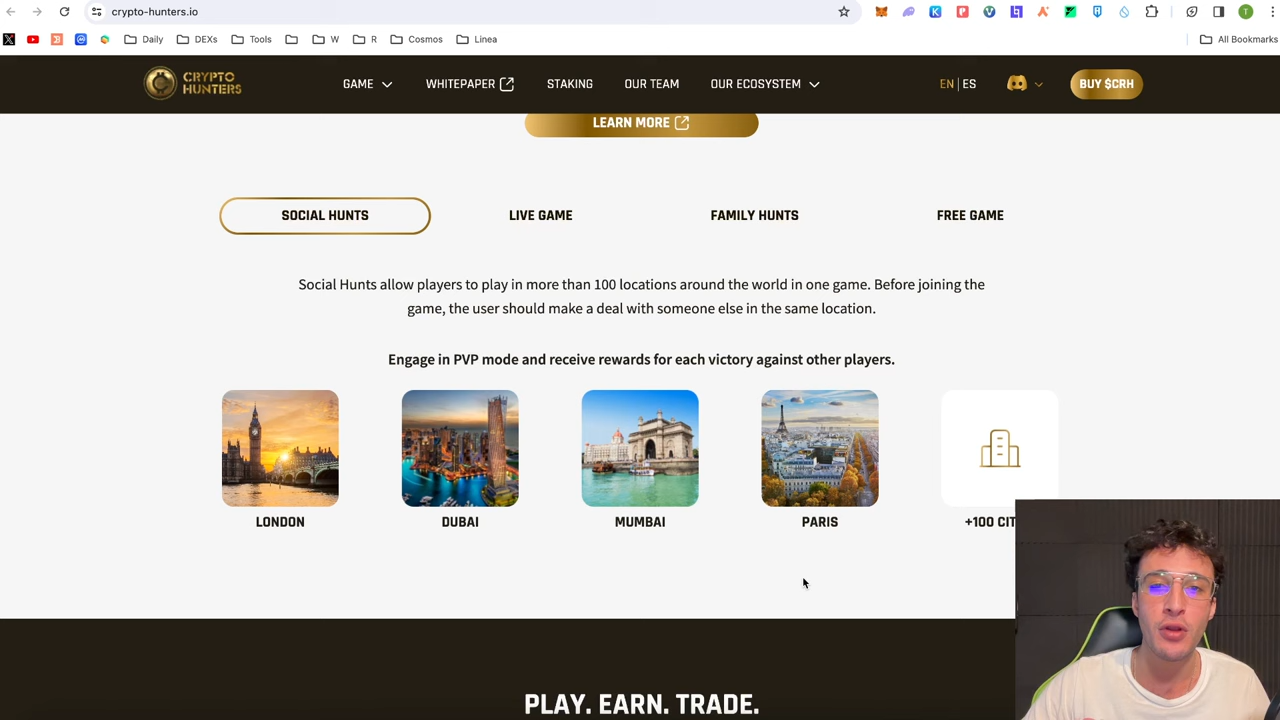 crypto-hunters.io
T
Daily
DEXs
Tools
W
R
Cosmos
Linea
All Bookmarks
CRYPTO
HUNTERS
GAME
WHITEPAPER
STAKING
OUR TEAM
OUR ECOSYSTEM
EN | ES
BUY $CRH
LEARN MORE
SOCIAL HUNTS
LIVE GAME
FAMILY HUNTS
FREE GAME
Social Hunts allow players to play in more than 100 locations around the world in one game. Before joining the
game, the user should make a deal with someone else in the same location.
Engage in PVP mode and receive rewards for each victory against other players.
LONDON
DUBAI
MUMBAI
PARIS
+100 CIT
PLAY. EARN. TRADE.